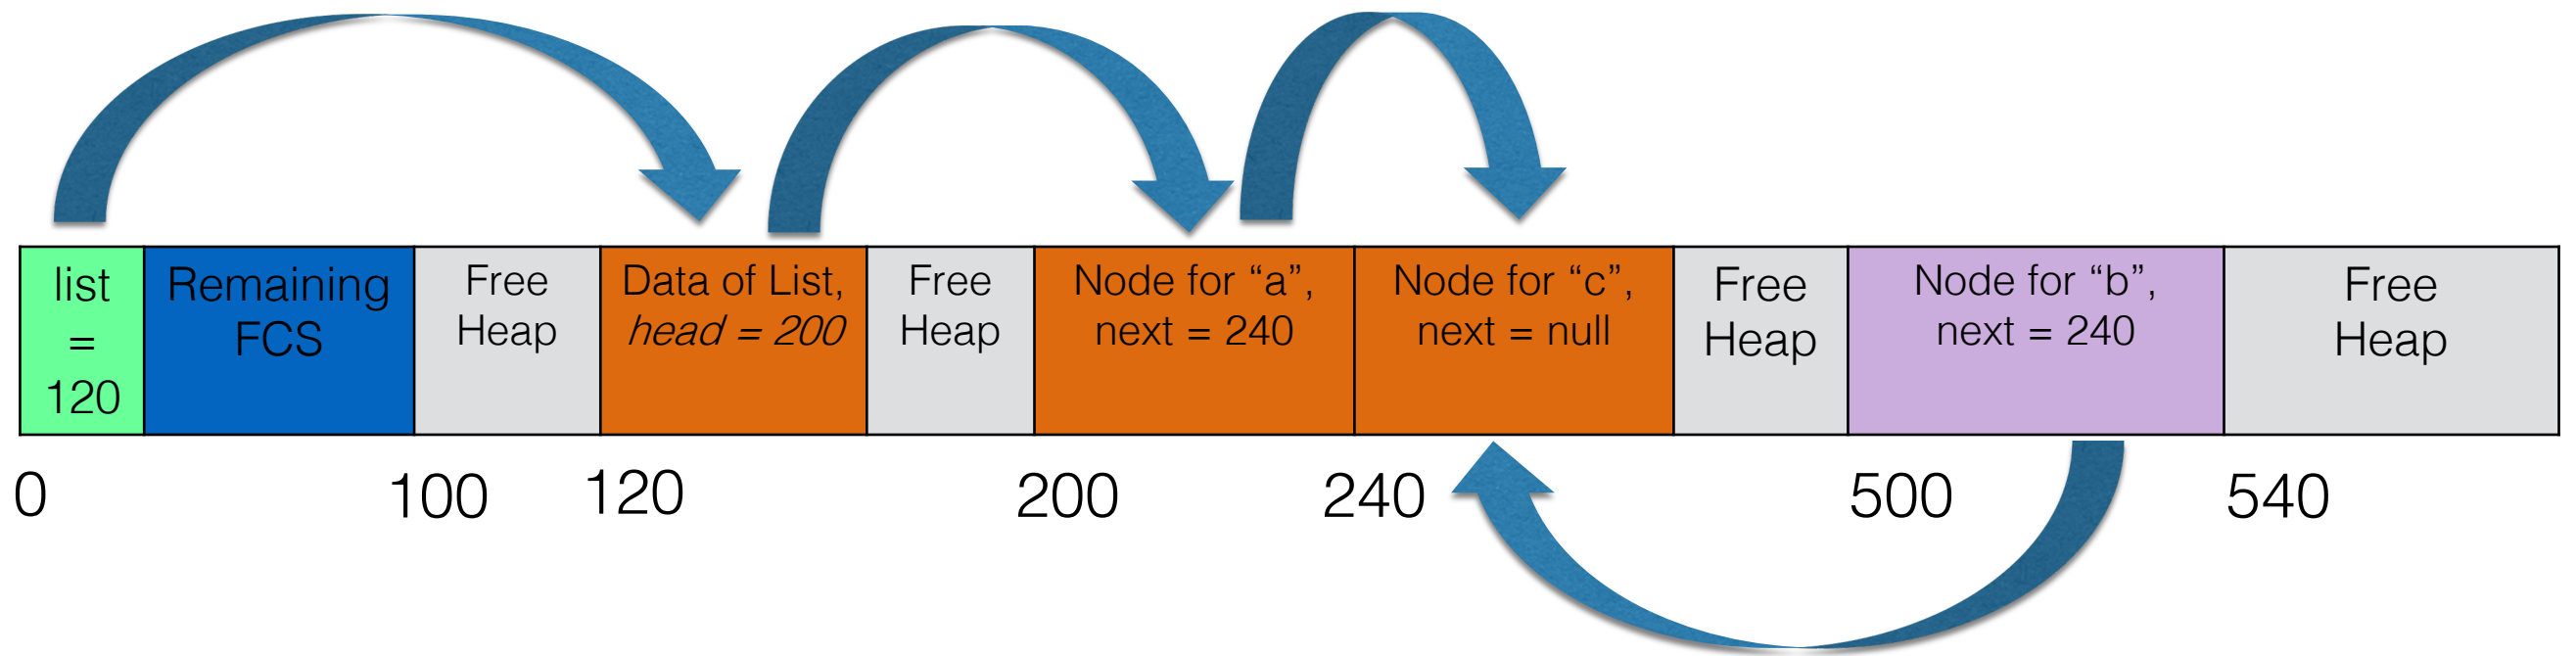 list
=
120
Remaining
FCS
Free
Heap
Data of List,
head = 200
Free
Heap
Node for “a”,
next = 240
Node for “c”,
next = null
Free
Heap
Node for “b”,
next = 240
Free
Heap
0
100
120
200
240
500
540